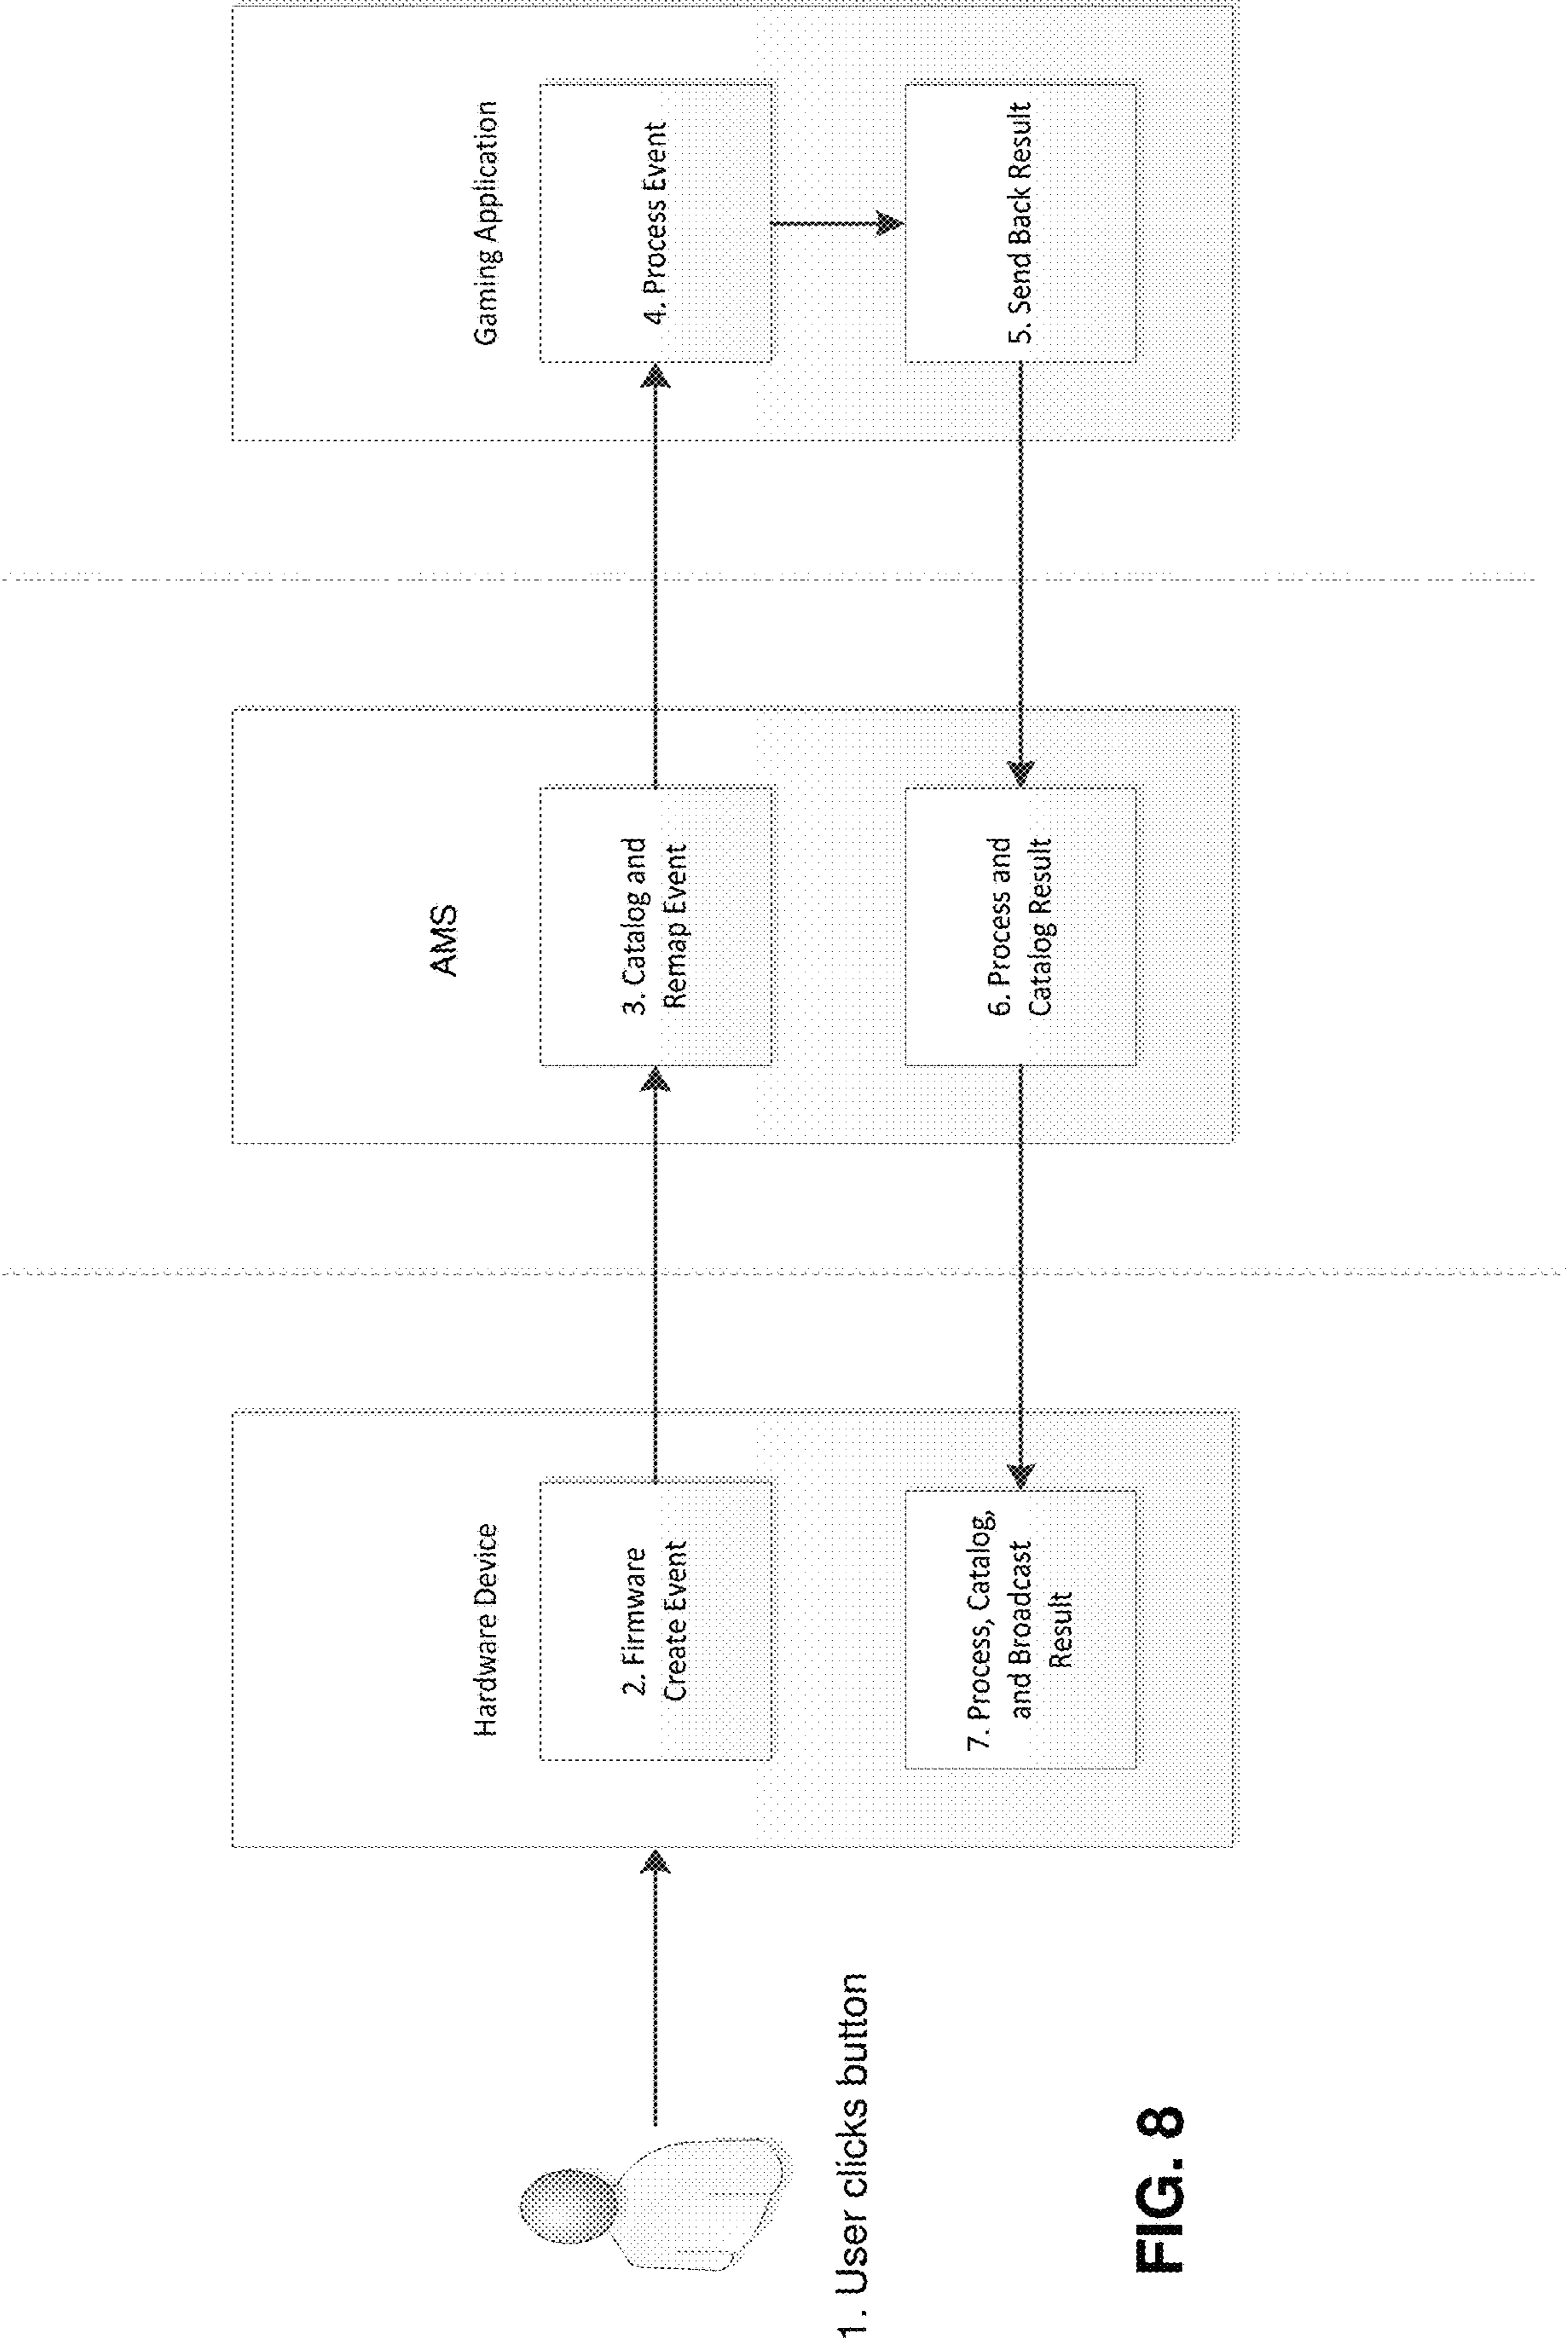 Hardware Device
AMS
Gaming Application
2. Firmware
Create Event
3. Catalog and
Remap Event
4. Process Event
7. Process, Catalog,
and Broadcast
Result
6. Process and
Catalog Result
5. Send Back Result
1. User clicks button
FIG. 8